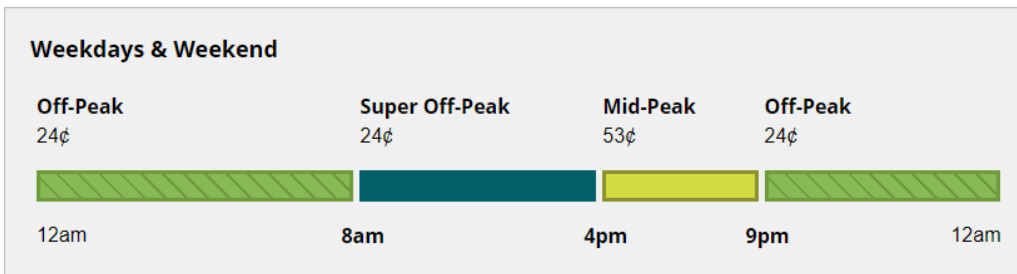 Weekdays & Weekend
Off-Peak Super Off-Peak Mid-Peak Off-Peak
24¢ 24¢ 53¢ 24¢
12am 8am 4pm 9pm 12am